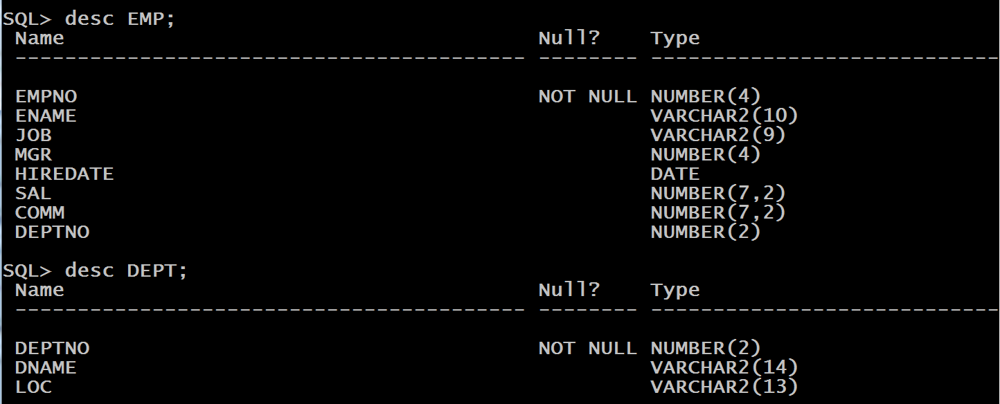 SQL> desc EMP;
Name Null? Type
----------------------------------------- -------- ----------------------------
EMPNO NOT NULL NUMBER(4)
ENAME VARCHAR2(10)
JOB VARCHAR2(9)
MGR NUMBER(4)
HIREDATE DATE
SAL NUMBER(7,2)
COMM NUMBER(7,2)
DEPTNO NUMBER(2)
SQL> desc DEPT;
Name Null? Type
----------------------------------------- -------- ----------------------------
DEPTNO NOT NULL NUMBER(2)
DNAME VARCHAR2(14)
LOC VARCHAR2(13)